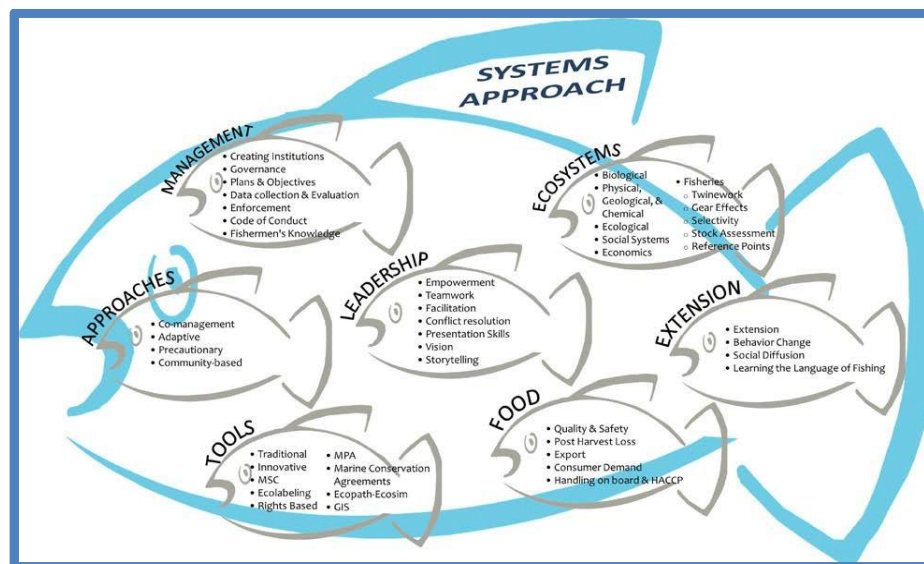 SYSTEMS
APPROACH
MANAGEMENT
• Creating Institutions
• Governance
• Plans & Objectives
• Data collection & Evaluation
• Enforcement
• Code of Conduct
• Fishermen's Knowledge
ECOSYSTEMS
• Biological
• Physical,
Geological, &
Chemical
• Ecological
• Social Systems
• Economics
• Fisheries
o Twinework
o Gear Effects
o Selectivity
o Stock Assessment
o Reference Points
APPROACHES
• Co-management
• Adaptive
• Precautionary
• Community-based
LEADERSHIP
• Empowerment
• Teamwork
• Facilitation
• Conflict resolution
• Presentation Skills
• Vision
• Storytelling
EXTENSION
• Extension
• Behavior Change
• Social Diffusion
• Learning the Language of Fishing
TOOLS
• Traditional
• Innovative
• MSC
• Ecolabeling
• Rights Based
• MPA
• Marine Conservation
Agreements
• Ecopath-Ecosim
• GIS
FOOD
• Quality & Safety
• Post Harvest Loss
• Export
• Consumer Demand
• Handling on board & HACCP